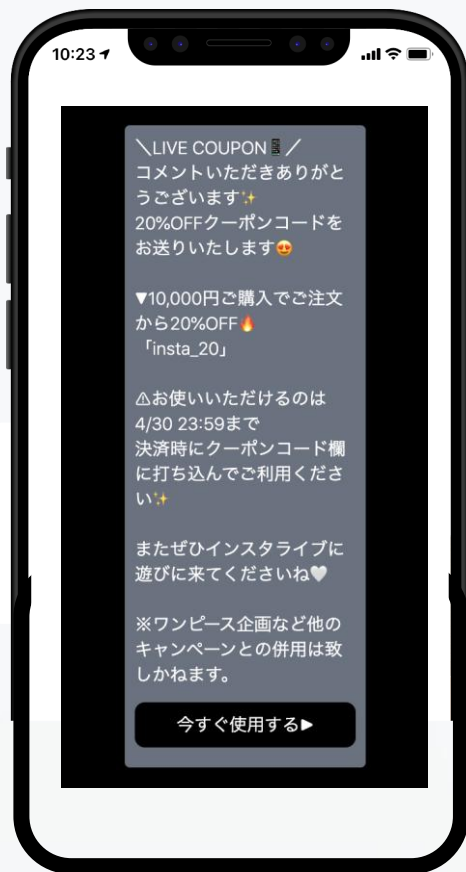 10:23
＼LIVE COUPON📱／
コメントいただきありがと
うございます✨
20%OFFクーポンコードを
お送りいたします😍
▼10,000円ご購入でご注文
から20%OFF🔥
「insta_20」
⚠お使いいただけるのは
4/30 23:59まで
決済時にクーポンコード欄
に打ち込んでご利用くださ
い✨
またぜひインスタライブに
遊びに来てくださいね🤍
※ワンピース企画など他の
キャンペーンとの併用は致
しかねます。
今すぐ使用する▶